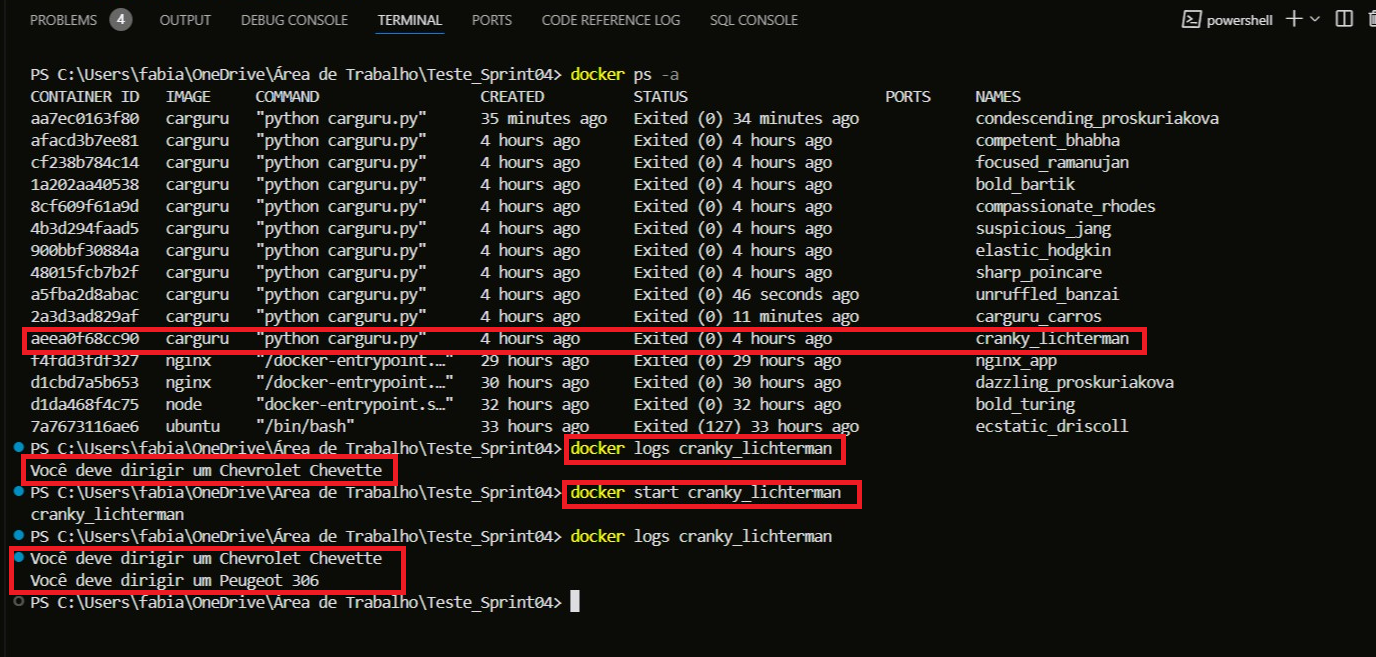 PROBLEMS 4 OUTPUT DEBUG CONSOLE TERMINAL PORTS CODE REFERENCE LOG SQL CONSOLE powershell
PS C:\Users\fabia\OneDrive\Área de Trabalho\Teste_Sprint04> docker ps -a
CONTAINER ID IMAGE COMMAND CREATED STATUS PORTS NAMES
aa7ec0163f80 carguru "python carguru.py" 35 minutes ago Exited (0) 34 minutes ago condescending_proskuriakova
afacd3b7ee81 carguru "python carguru.py" 4 hours ago Exited (0) 4 hours ago competent_bhabha
cf238b784c14 carguru "python carguru.py" 4 hours ago Exited (0) 4 hours ago focused_ramanujan
1a202aa40538 carguru "python carguru.py" 4 hours ago Exited (0) 4 hours ago bold_bartik
8cf609f61a9d carguru "python carguru.py" 4 hours ago Exited (0) 4 hours ago compassionate_rhodes
4b3d294faad5 carguru "python carguru.py" 4 hours ago Exited (0) 4 hours ago suspicious_jang
900bbf30884a carguru "python carguru.py" 4 hours ago Exited (0) 4 hours ago elastic_hodgkin
48015fcb7b2f carguru "python carguru.py" 4 hours ago Exited (0) 4 hours ago sharp_poincare
a5fba2d8abac carguru "python carguru.py" 4 hours ago Exited (0) 46 seconds ago unruffled_banzai
2a3d3ad829af carguru "python carguru.py" 4 hours ago Exited (0) 11 minutes ago carguru_carros
aeea0f68cc90 carguru "python carguru.py" 4 hours ago Exited (0) 4 hours ago cranky_lichterman
f4fdd3fdf327 nginx "/docker-entrypoint.…" 29 hours ago Exited (0) 29 hours ago nginx_app
d1cbd7a5b653 nginx "/docker-entrypoint.…" 30 hours ago Exited (0) 30 hours ago dazzling_proskuriakova
d1da468f4c75 node "docker-entrypoint.s…" 32 hours ago Exited (0) 32 hours ago bold_turing
7a7673116ae6 ubuntu "/bin/bash" 33 hours ago Exited (127) 33 hours ago ecstatic_driscoll
PS C:\Users\fabia\OneDrive\Área de Trabalho\Teste_Sprint04> docker logs cranky_lichterman
Você deve dirigir um Chevrolet Chevette
PS C:\Users\fabia\OneDrive\Área de Trabalho\Teste_Sprint04> docker start cranky_lichterman
cranky_lichterman
PS C:\Users\fabia\OneDrive\Área de Trabalho\Teste_Sprint04> docker logs cranky_lichterman
Você deve dirigir um Chevrolet Chevette
Você deve dirigir um Peugeot 306
PS C:\Users\fabia\OneDrive\Área de Trabalho\Teste_Sprint04>